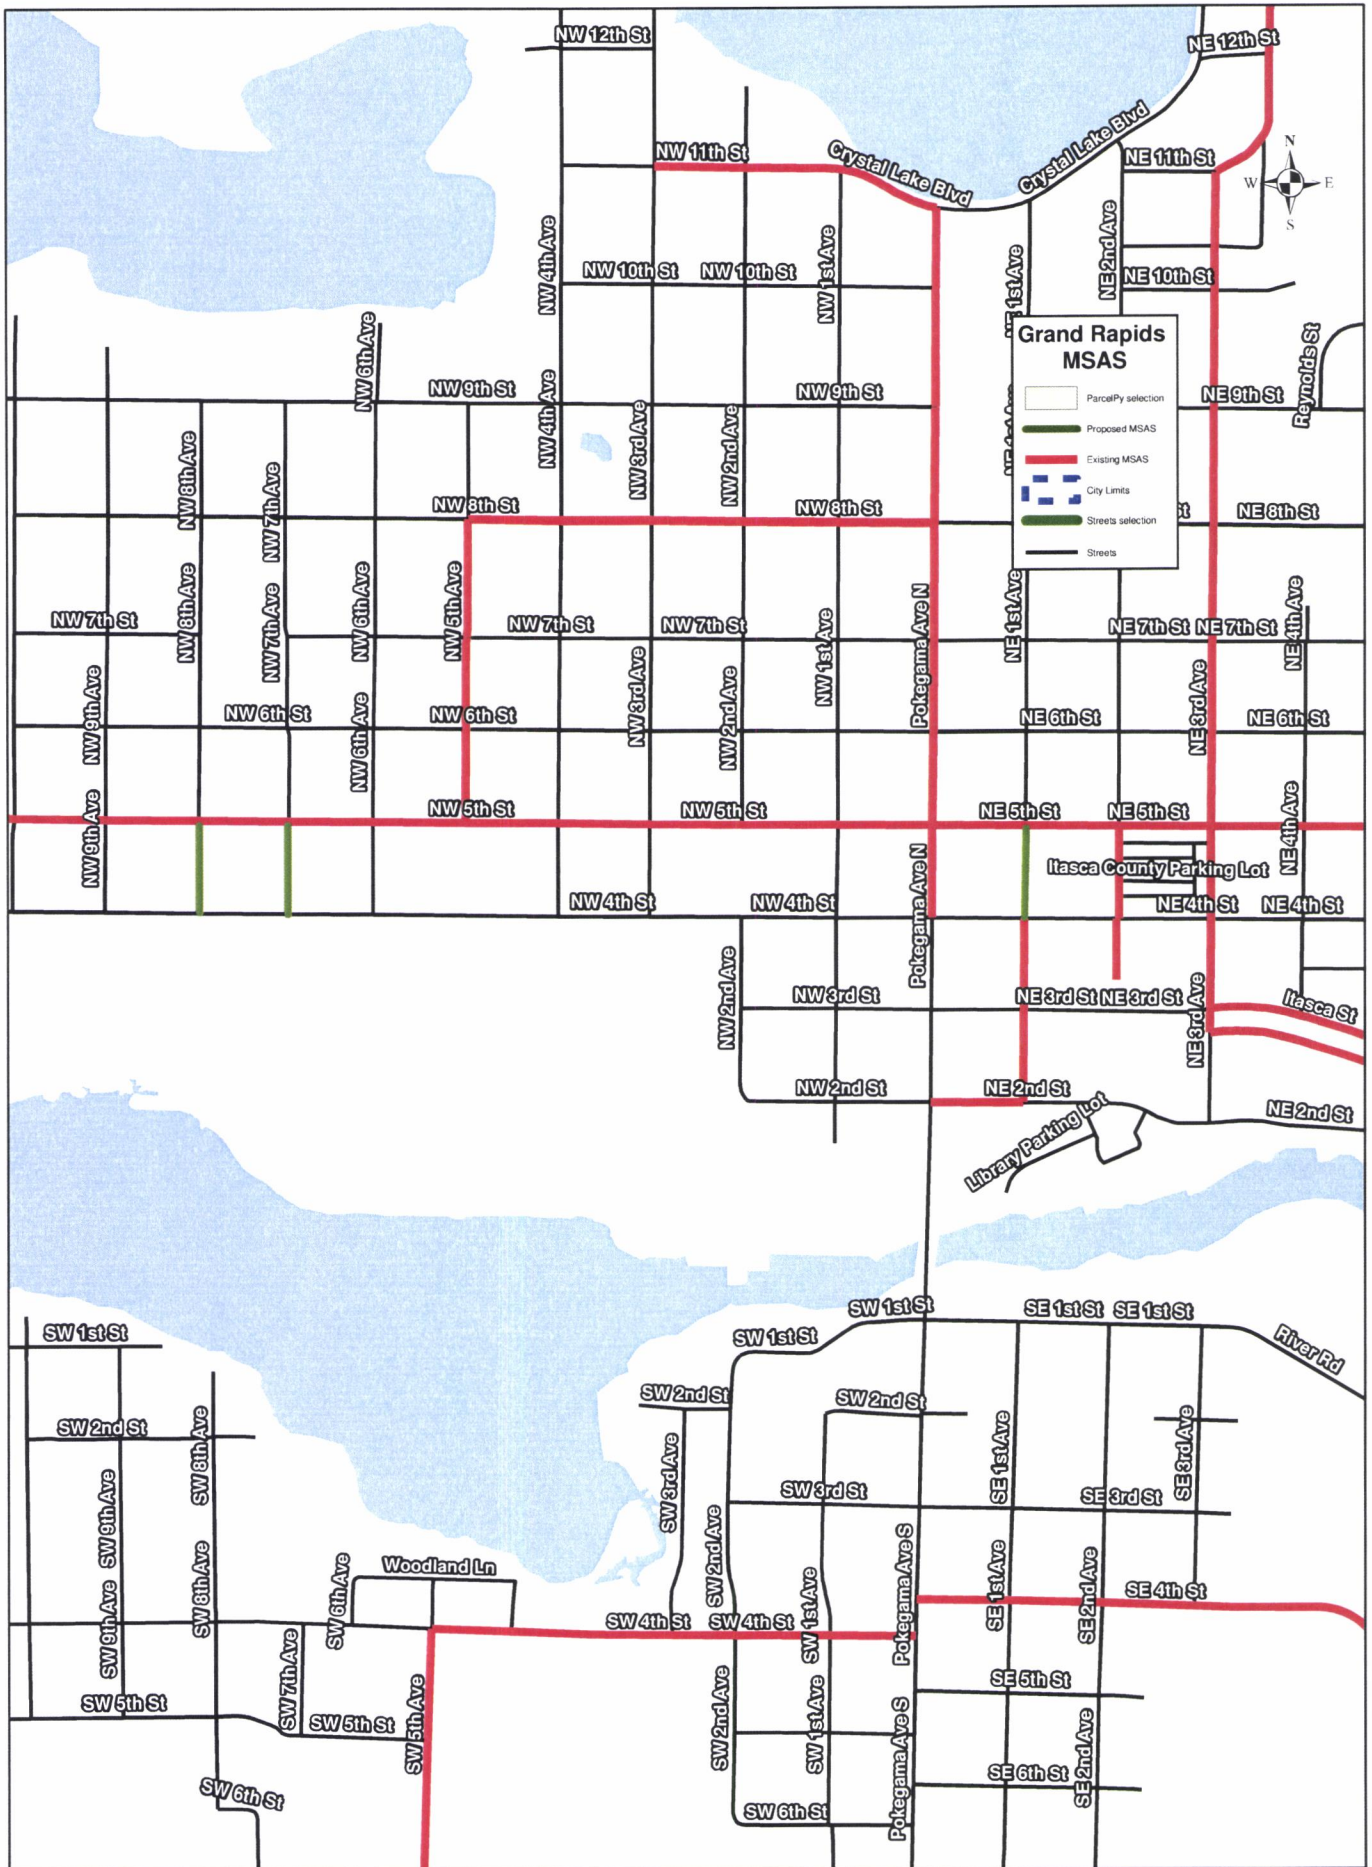 NW 12th St
NE 12th St
NW 11th St
Crystal Lake Blvd
Crystal Lake Blvd
NE 11th St
N
W
E
S
NW 4th Ave
NW 10th St
NW 10th St
NW 1st Ave
NE 1st Ave
NE 2nd Ave
NE 10th St
Grand Rapids
MSAS
ParcelPy selection
Proposed MSAS
Existing MSAS
City Limits
Streets selection
Streets
NW 6th Ave
NW 9th St
NW 4th Ave
NW 3rd Ave
NW 2nd Ave
NW 9th St
NE 9th St
Reynolds St
NW 8th Ave
NW 7th Ave
NW 8th St
NW 8th St
St
NE 8th St
NW 7th St
NW 8th Ave
NW 7th Ave
NW 6th Ave
NW 5th Ave
NW 7th St
NW 7th St
NW 1st Ave
Pokegama Ave N
NE 1st Ave
NE 7th St
NE 7th St
NE 4th Ave
NW 9th Ave
NW 6th St
NW 6th Ave
NW 6th St
NW 3rd Ave
NW 2nd Ave
NE 6th St
NE 3rd Ave
NE 6th St
NW 9th Ave
NW 5th St
NW 5th St
NE 5th St
NE 5th St
NE 4th Ave
Itasca County Parking Lot
NW 4th St
NW 4th St
Pokegama Ave N
NE 4th St
NE 4th St
NW 2nd Ave
NW 3rd St
NE 3rd St
NE 3rd St
NE 3rd Ave
Itasca St
NW 2nd St
NE 2nd St
Library Parking Lot
NE 2nd St
SW 1st St
SW 1st St
SW 1st St
SE 1st St
SE 1st St
River Rd
SW 2nd St
SW 2nd St
SW 2nd St
SW 8th Ave
SW 9th Ave
SW 3rd Ave
SW 2nd Ave
SW 3rd St
SE 1st Ave
SE 3rd St
SE 3rd Ave
SW 9th Ave
SW 8th Ave
SW 6th Ave
Woodland Ln
SW 4th St
SW 4th St
SW 1st Ave
Pokegama Ave S
SE 1st Ave
SE 2nd Ave
SE 4th St
SW 7th Ave
SW 5th St
SW 5th St
SW 5th Ave
SW 2nd Ave
SW 1st Ave
Pokegama Ave S
SE 5th St
SE 2nd Ave
SW 6th St
SW 6th St
SE 6th St